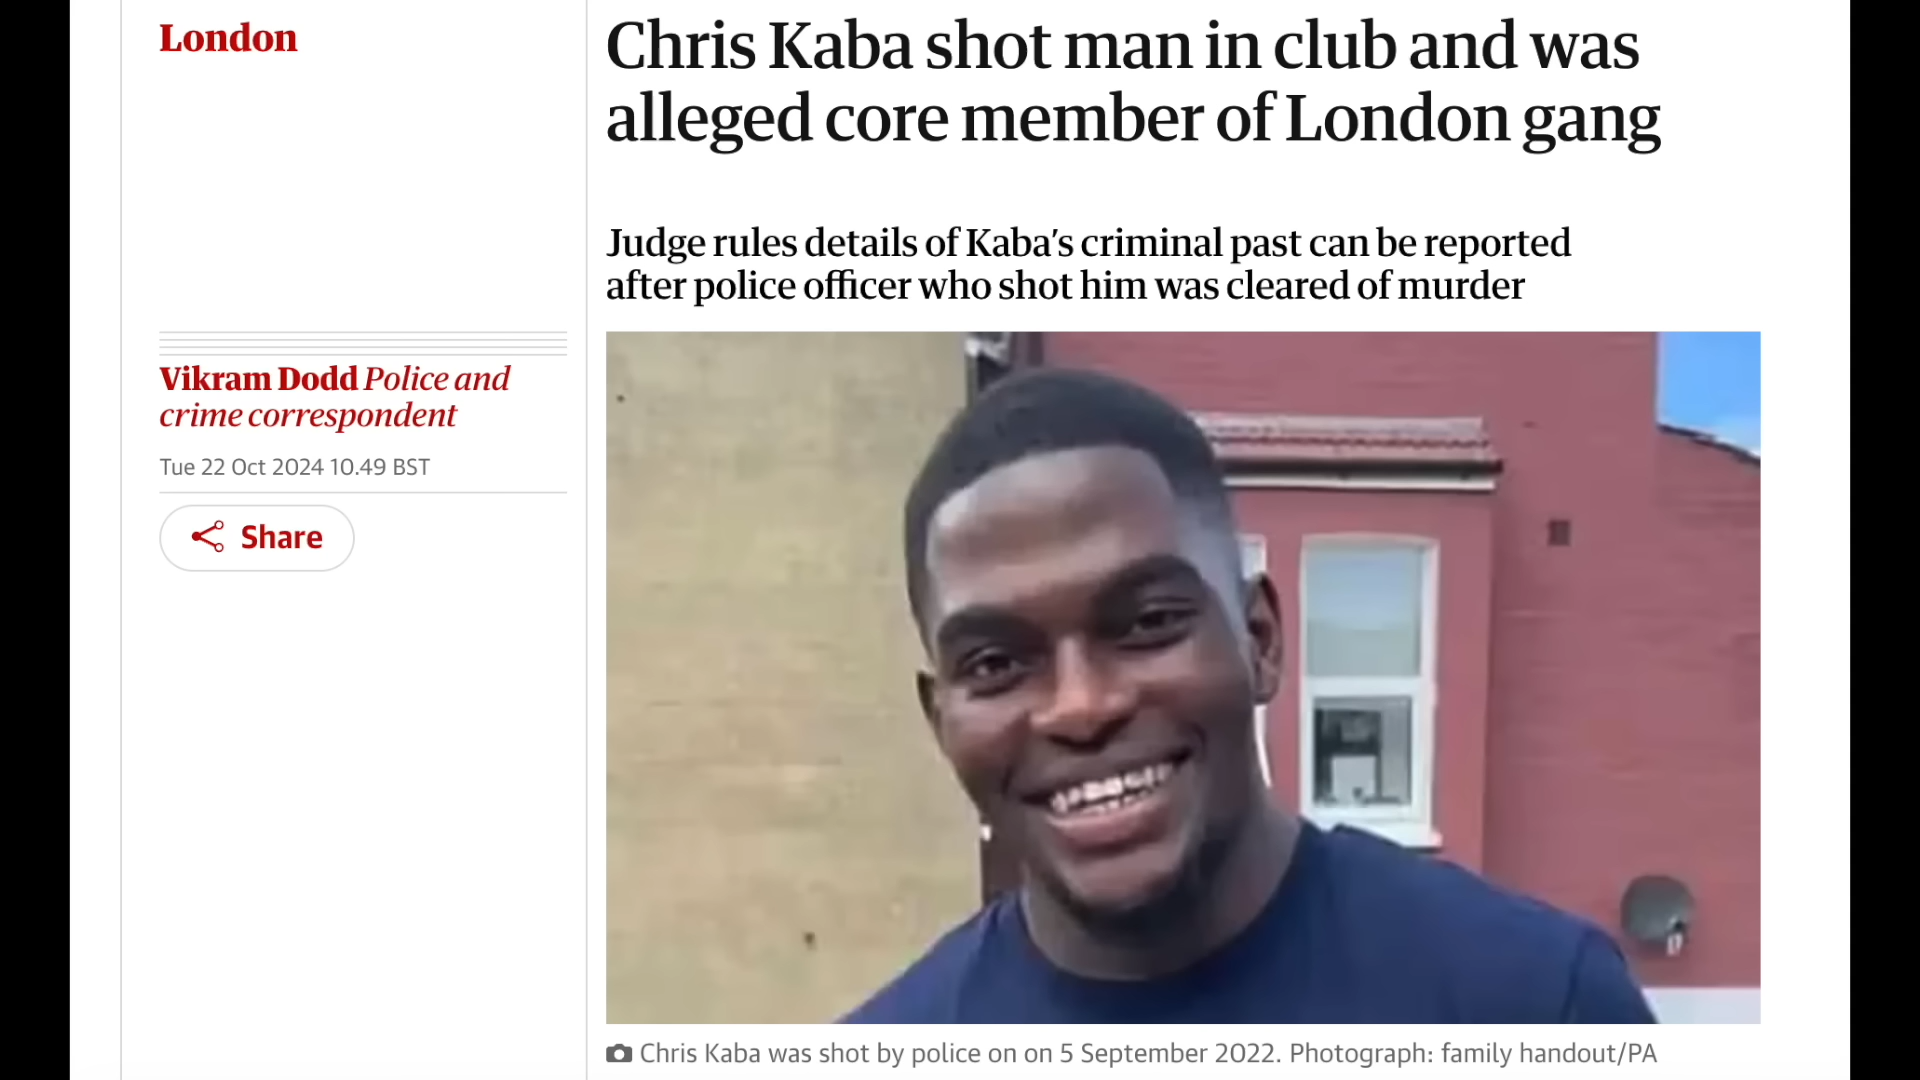 London
Chris Kaba shot man in club and was
alleged core member of London gang
Judge rules details of Kaba’s criminal past can be reported
after police officer who shot him was cleared of murder
Vikram Dodd Police and
crime correspondent
Tue 22 Oct 2024 10.49 BST
Share
Chris Kaba was shot by police on on 5 September 2022. Photograph: family handout/PA